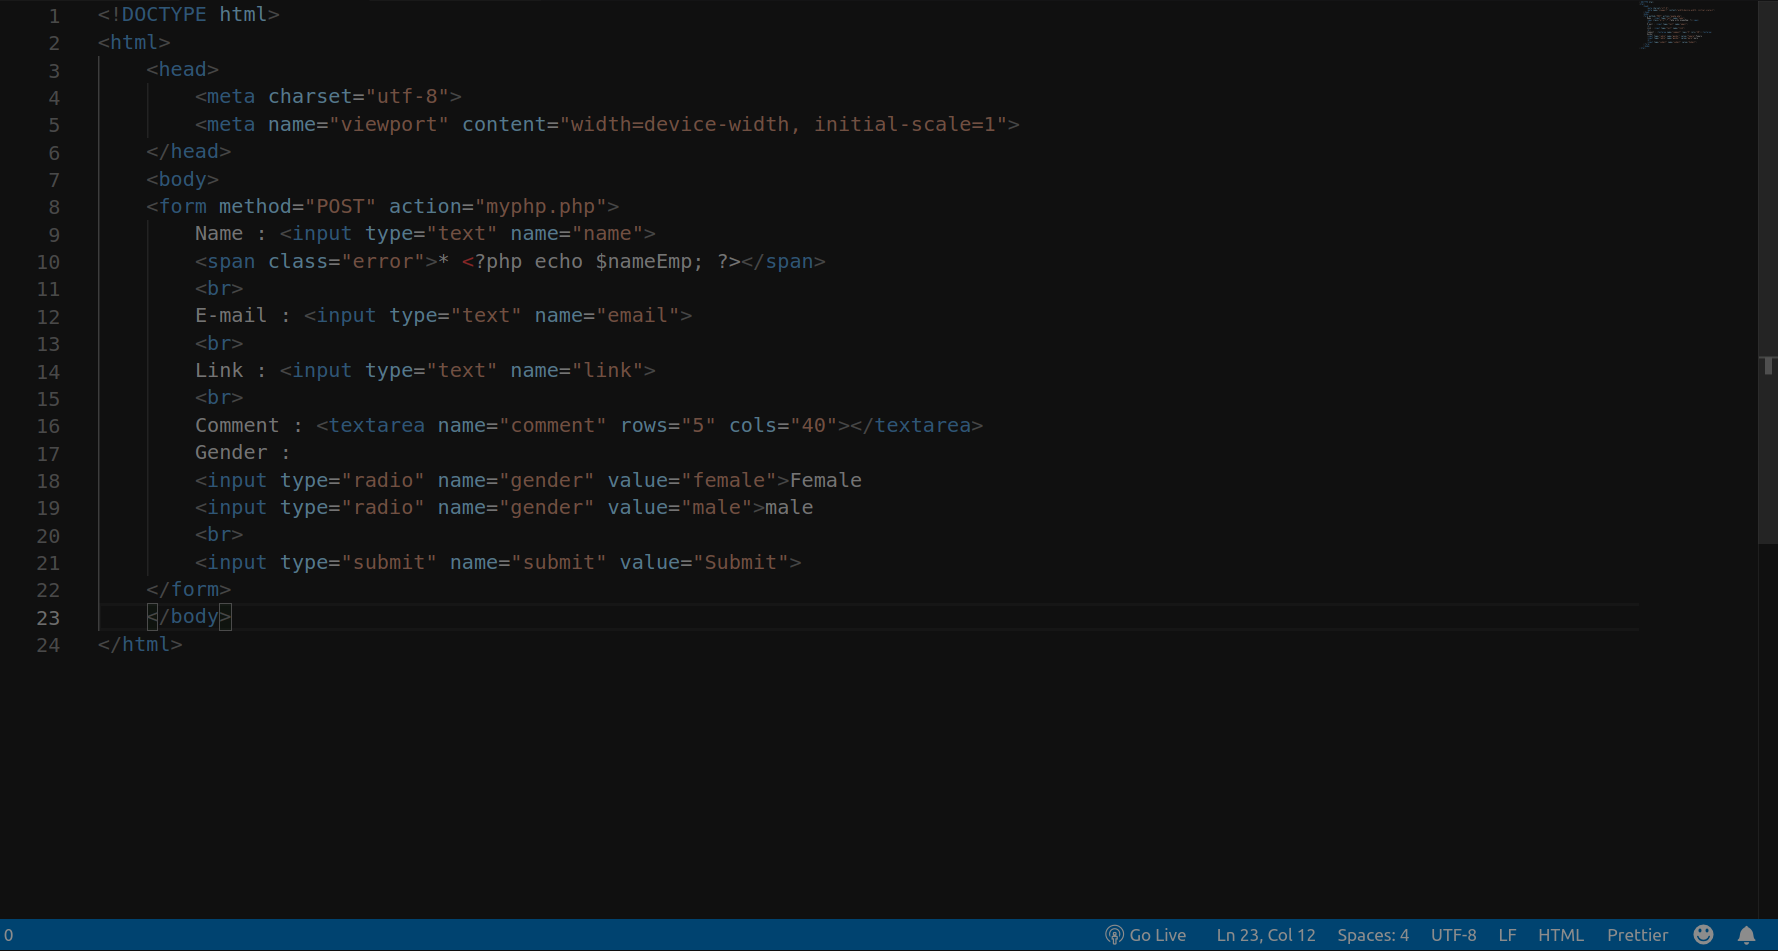 1 <!DOCTYPE html>
2 <html>
3     <head>
4         <meta charset="utf-8">
5         <meta name="viewport" content="width=device-width, initial-scale=1">
6     </head>
7     <body>
8     <form method="POST" action="myphp.php">
9         Name : <input type="text" name="name">
10         <span class="error">* <?php echo $nameEmp; ?></span>
11         <br>
12         E-mail : <input type="text" name="email">
13         <br>
14         Link : <input type="text" name="link">
15         <br>
16         Comment : <textarea name="comment" rows="5" cols="40"></textarea>
17         Gender :
18         <input type="radio" name="gender" value="female">Female
19         <input type="radio" name="gender" value="male">male
20         <br>
21         <input type="submit" name="submit" value="Submit">
22     </form>
23     </body>
24 </html>
0 Go Live Ln 23, Col 12 Spaces: 4 UTF-8 LF HTML Prettier